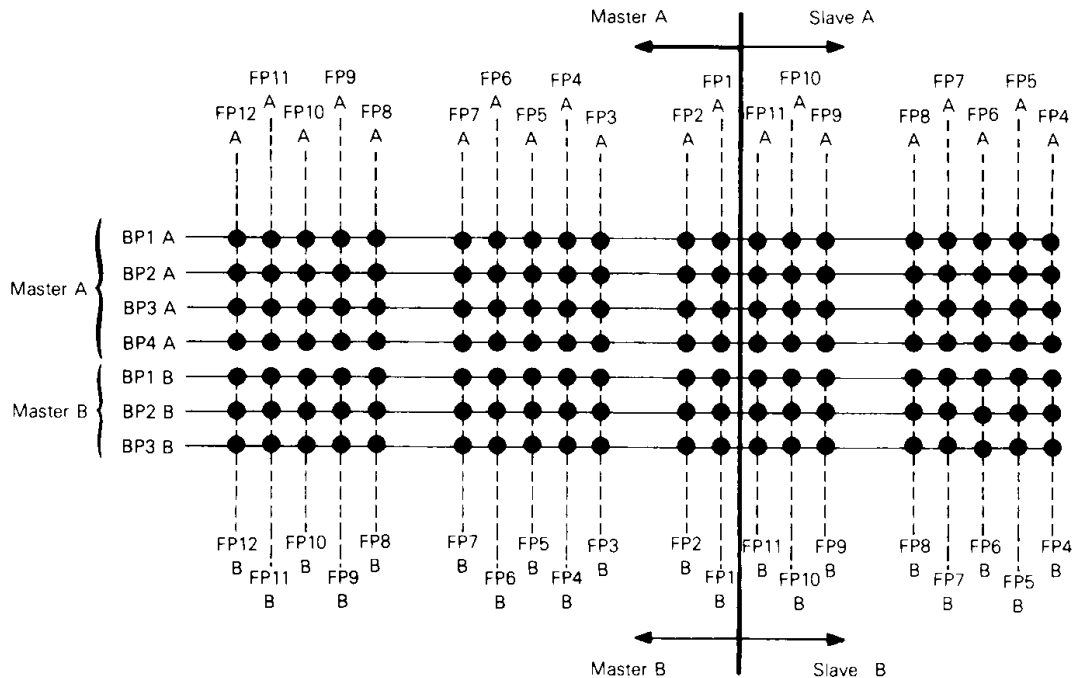 Master A Slave A
FP11 FP9 FP6 FP4 FP1 FP10 FP7 FP5
A A A A A A A A
FP12 FP10 FP8 FP7 FP5 FP3 FP2 FP11 FP9 FP8 FP6 FP4
A A A A A A A A A A A A
BP1 A
BP2 A
Master A
BP3 A
BP4 A
BP1 B
Master B BP2 B
BP3 B
FP12 FP10 FP8 FP7 FP5 FP3 FP2 FP11 FP9 FP8 FP6 FP4
B B B B B B B B B B B B
FP11 FP9 FP6 FP4 FP1 FP10 FP7 FP5
B B B B B B B B
Master B Slave B